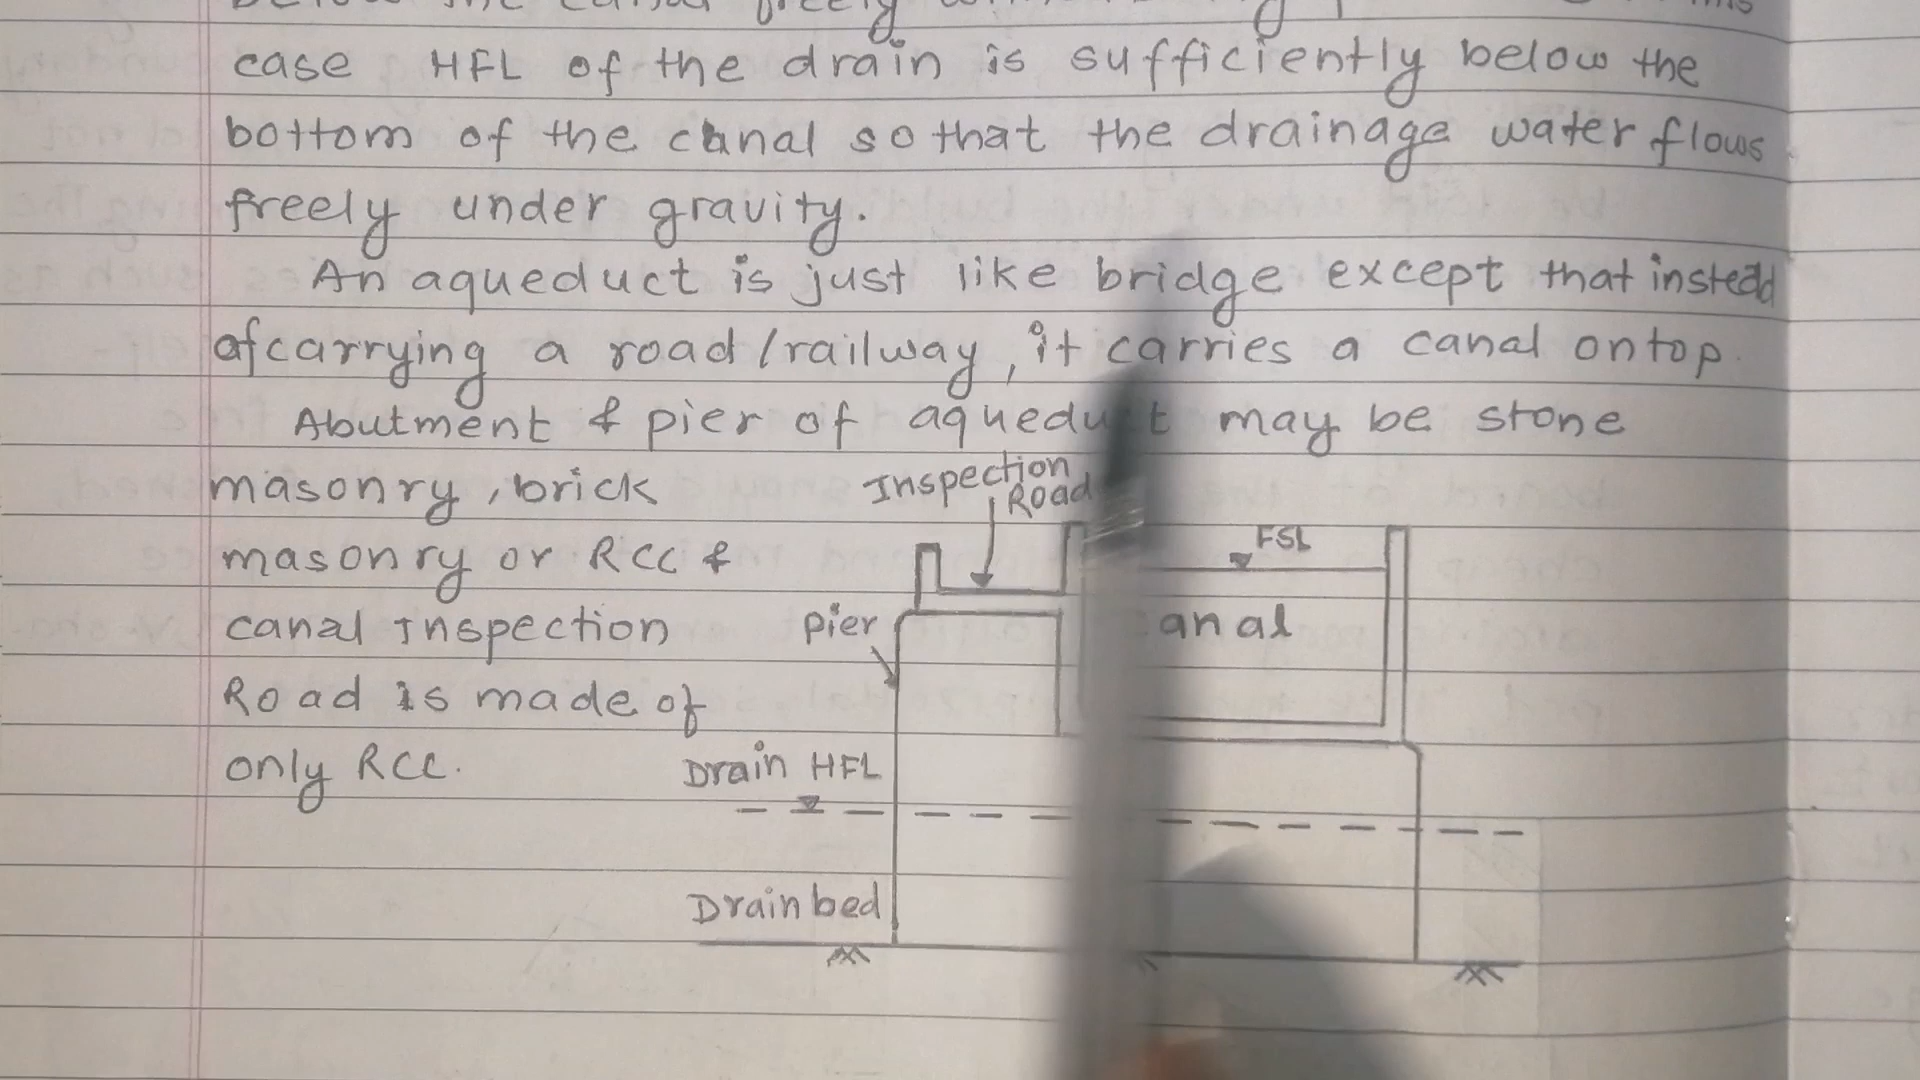 case HFL of the drain is sufficiently below the
bottom of the canal so that the drainage water flows
freely under gravity.
An aqueduct is just like bridge except that instead
of carrying a road/railway, it carries a canal on top.
Abutment & pier of aqueduct may be stone
masonry, brick
masonry or RCC &
canal Inspection
Road is made of
only RCC.
Inspection
Road
FSL
pier
anal
Drain HFL
Drain bed